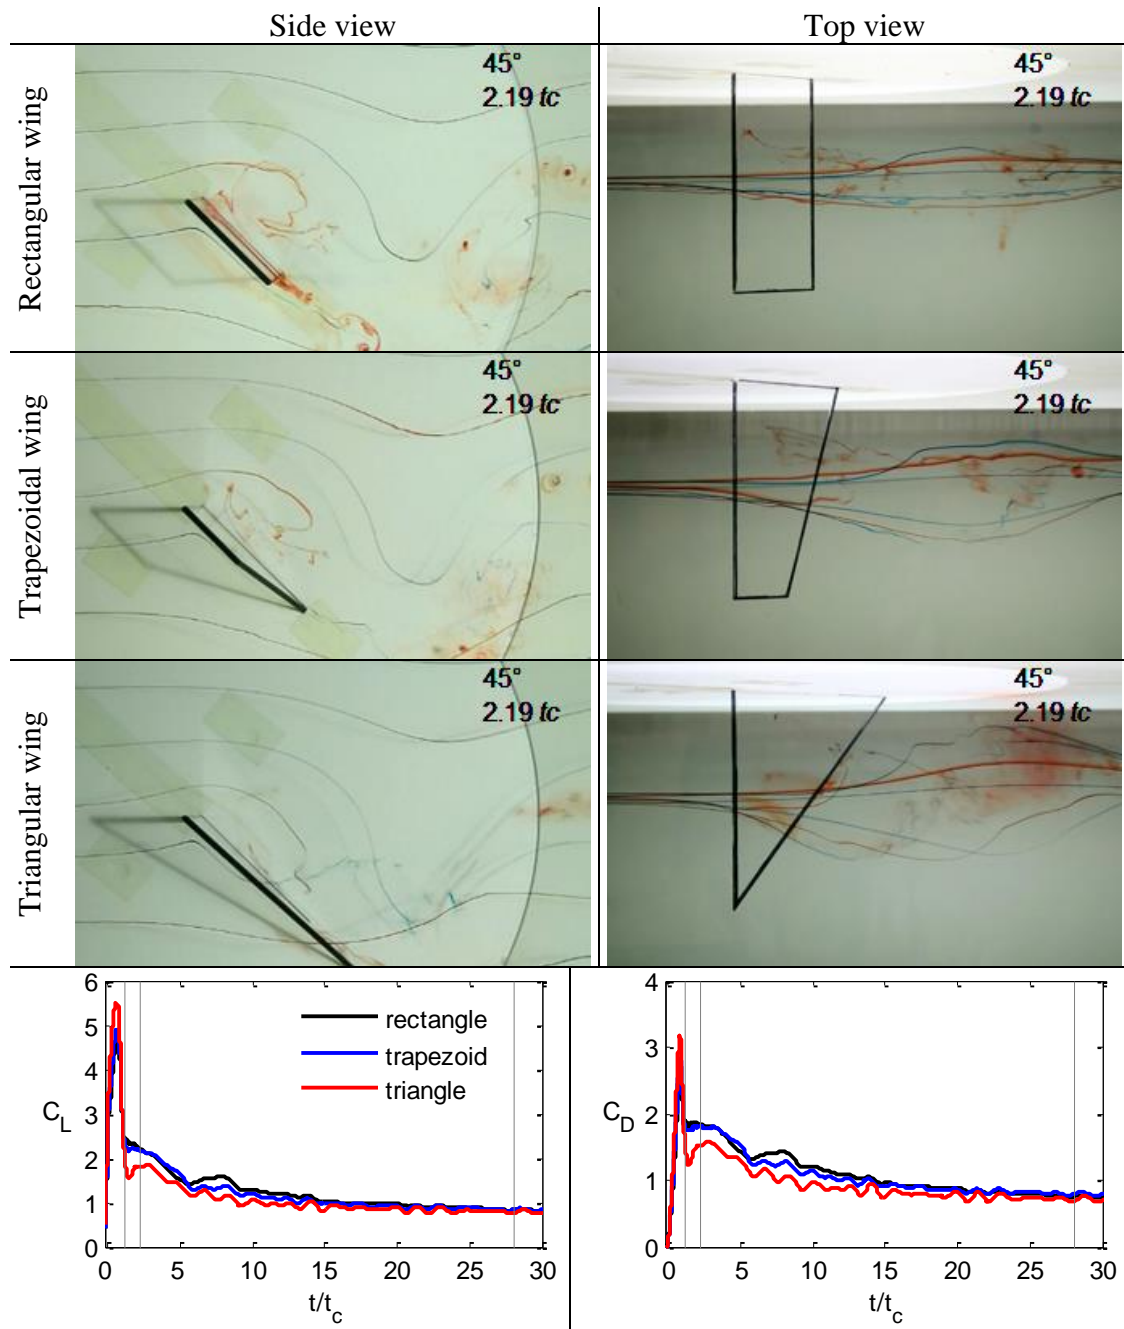 Side view
Top view
Rectangular wing
45°
2.19 tc
45°
2.19 tc
Trapezoidal wing
45°
2.19 tc
45°
2.19 tc
Triangular wing
45°
2.19 tc
45°
2.19 tc
6
5
4
3
2
1
0
C_L
rectangle
trapezoid
triangle
0 5 10 15 20 25 30
t/t_c
4
3
2
1
0
C_D
0 5 10 15 20 25 30
t/t_c